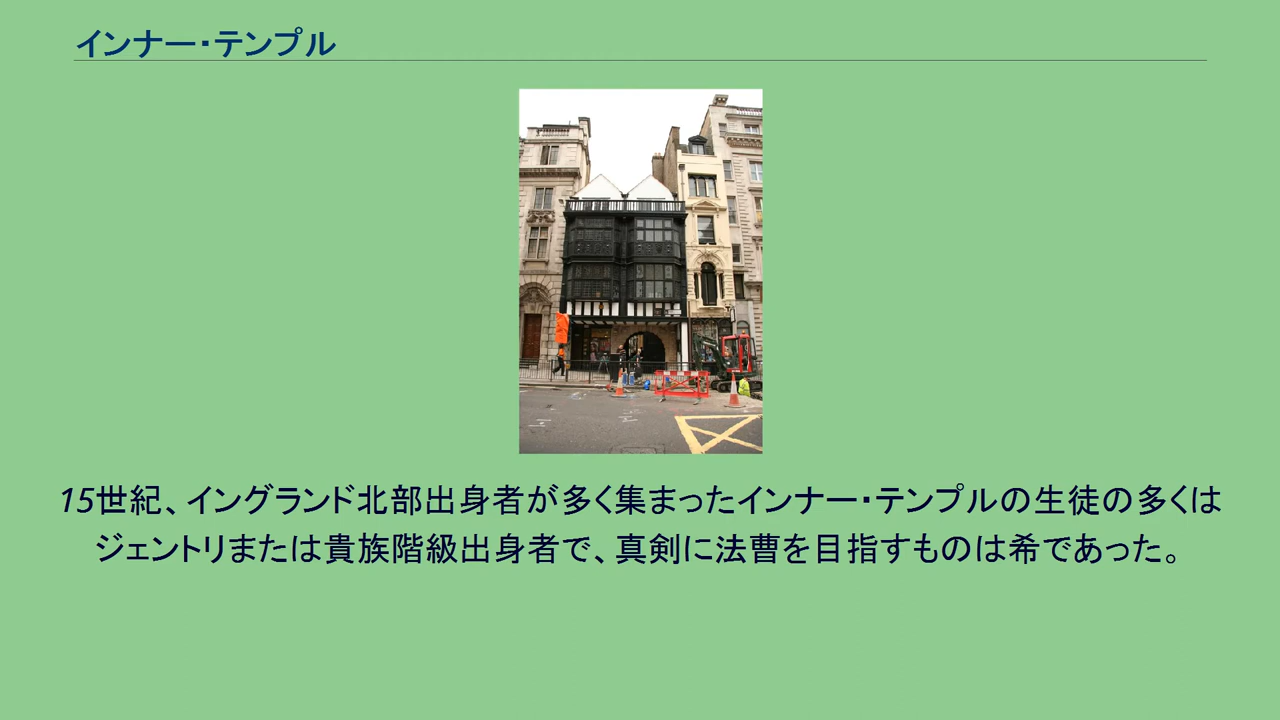 インナー・テンプル
15世紀、イングランド北部出身者が多く集まったインナー・テンプルの生徒の多くは
ジェントリまたは貴族階級出身者で、真剣に法曹を目指すものは希であった。